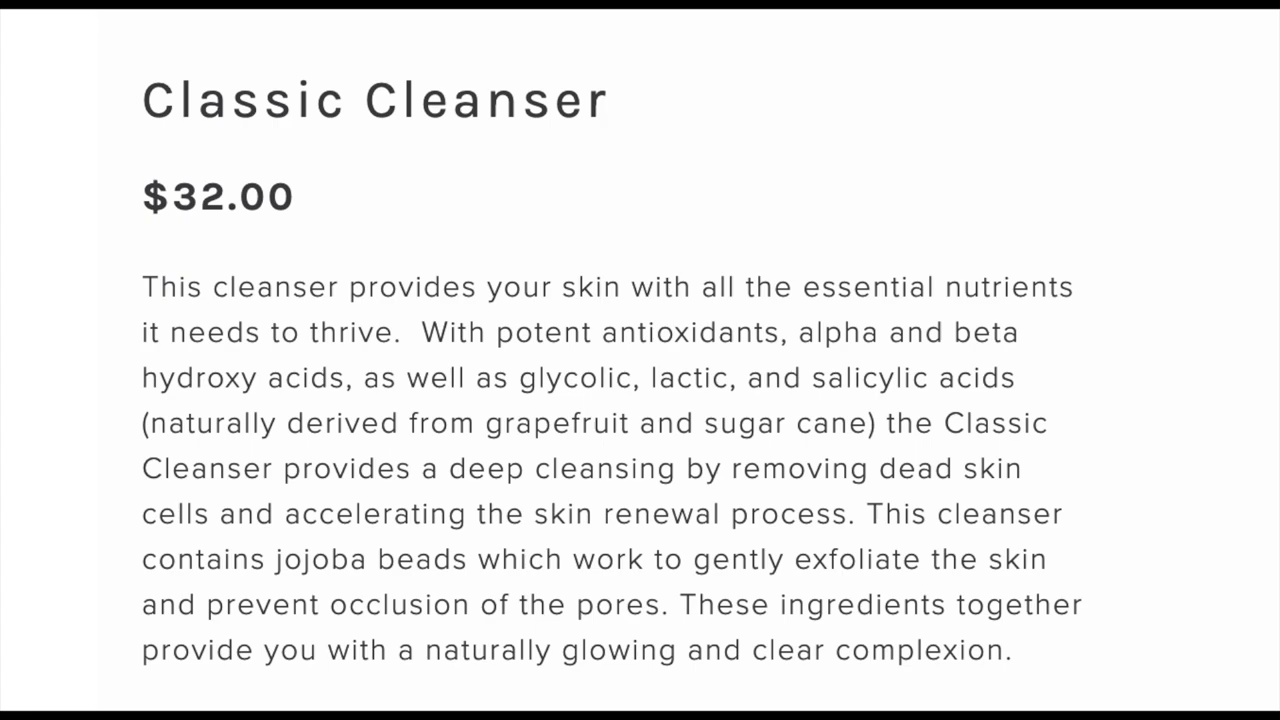 Classic Cleanser
$32.00
This cleanser provides your skin with all the essential nutrients
it needs to thrive.  With potent antioxidants, alpha and beta
hydroxy acids, as well as glycolic, lactic, and salicylic acids
(naturally derived from grapefruit and sugar cane) the Classic
Cleanser provides a deep cleansing by removing dead skin
cells and accelerating the skin renewal process. This cleanser
contains jojoba beads which work to gently exfoliate the skin
and prevent occlusion of the pores. These ingredients together
provide you with a naturally glowing and clear complexion.